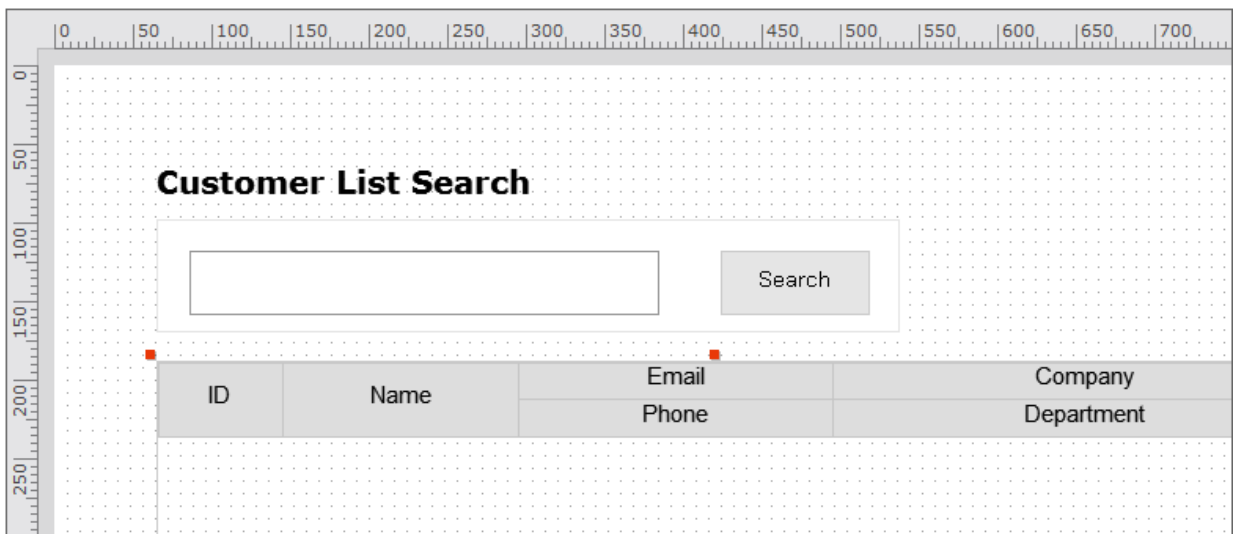 0 50 100 150 200 250 300 350 400 450 500 550 600 650 700
0
50
Customer List Search
100
Search
150
ID Name Email Company
200
Phone Department
250